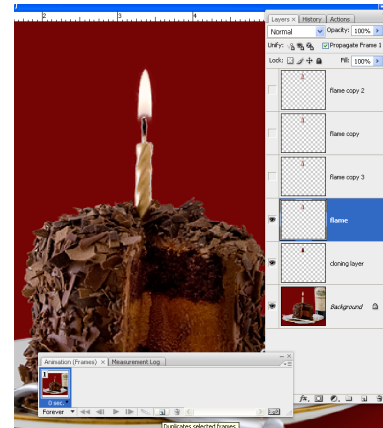 2 3 4
Layers × History Actions
Normal Opacity: 100%
Unify: Propagate Frame 1
Lock: Fill: 100%
flame copy 2
flame copy
flame copy 3
flame
cloning layer
Background
Animation (Frames) × Measurement Log
1
0 sec.
Forever
fx.
Duplicates selected frames